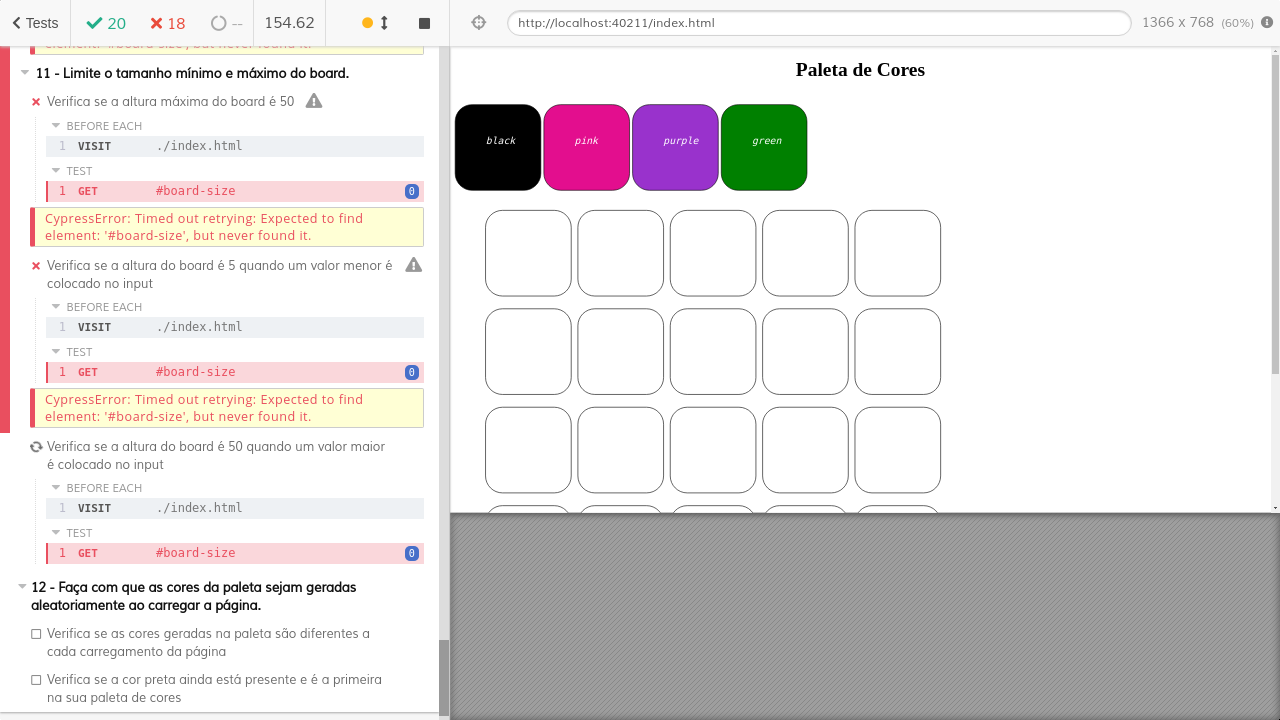 Tests
20
18
--
154.62
http://localhost:40211/index.html
1366 x 768 (60%)
element: '#board-size', but never found it.
11 - Limite o tamanho mínimo e máximo do board.
Verifica se a altura máxima do board é 50
BEFORE EACH
1 VISIT ./index.html
TEST
1 GET #board-size 0
CypressError: Timed out retrying: Expected to find
element: '#board-size', but never found it.
Verifica se a altura do board é 5 quando um valor menor é
colocado no input
BEFORE EACH
1 VISIT ./index.html
TEST
1 GET #board-size 0
CypressError: Timed out retrying: Expected to find
element: '#board-size', but never found it.
Verifica se a altura do board é 50 quando um valor maior
é colocado no input
BEFORE EACH
1 VISIT ./index.html
TEST
1 GET #board-size 0
12 - Faça com que as cores da paleta sejam geradas
aleatoriamente ao carregar a página.
Verifica se as cores geradas na paleta são diferentes a
cada carregamento da página
Verifica se a cor preta ainda está presente e é a primeira
na sua paleta de cores
Paleta de Cores
black
pink
purple
green